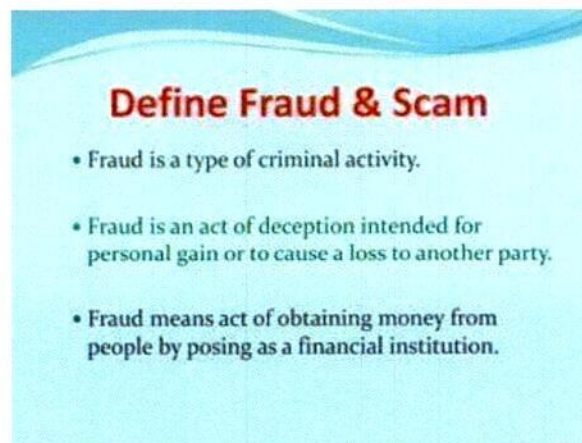 Define Fraud & Scam
• Fraud is a type of criminal activity.
• Fraud is an act of deception intended for
personal gain or to cause a loss to another party.
• Fraud means act of obtaining money from
people by posing as a financial institution.